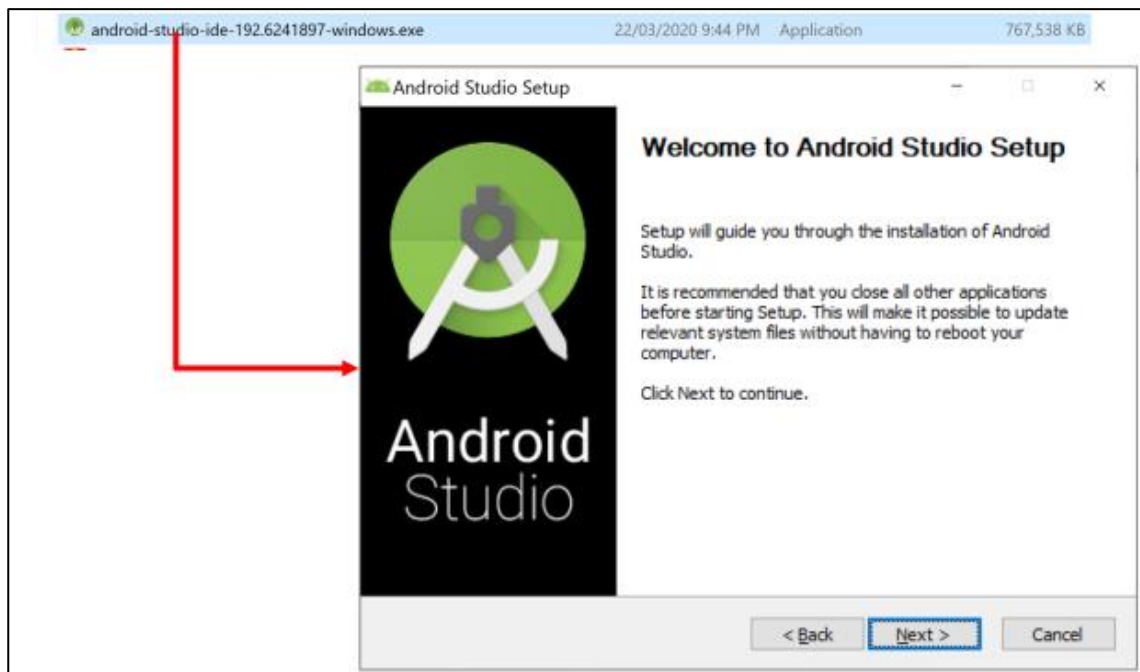 android-studio-ide-192.6241897-windows.exe 22/03/2020 9:44 PM Application 767,538 KB
Android Studio Setup
Welcome to Android Studio Setup
Setup will guide you through the installation of Android
Studio.
It is recommended that you close all other applications
before starting Setup. This will make it possible to update
relevant system files without having to reboot your
computer.
Click Next to continue.
Android
Studio
< Back Next > Cancel